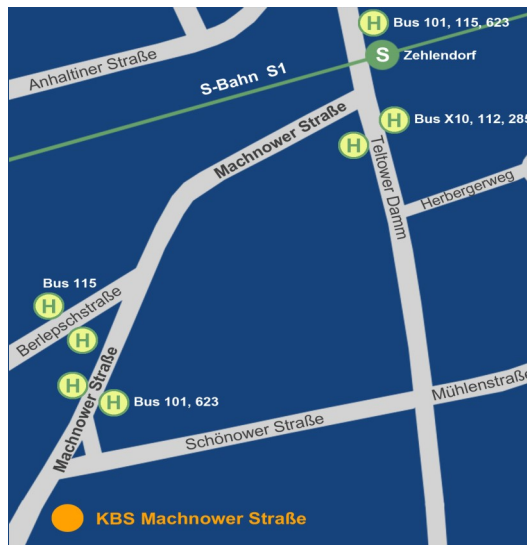 Bus 101, 115, 623
S Zehlendorf
Anhaltiner Straße
S-Bahn S1
Machnower Straße
H
H Bus X10, 112, 285
H
Teltower Damm
Herbergerweg
Bus 115
H
Berlepschstraße
H
H
Machnower Straße
H Bus 101, 623
Mühlenstraße
Schönower Straße
KBS Machnower Straße